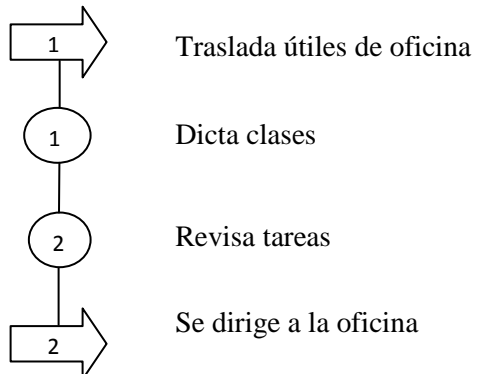 1 Traslada útiles de oficina
1 Dicta clases
2 Revisa tareas
2 Se dirige a la oficina